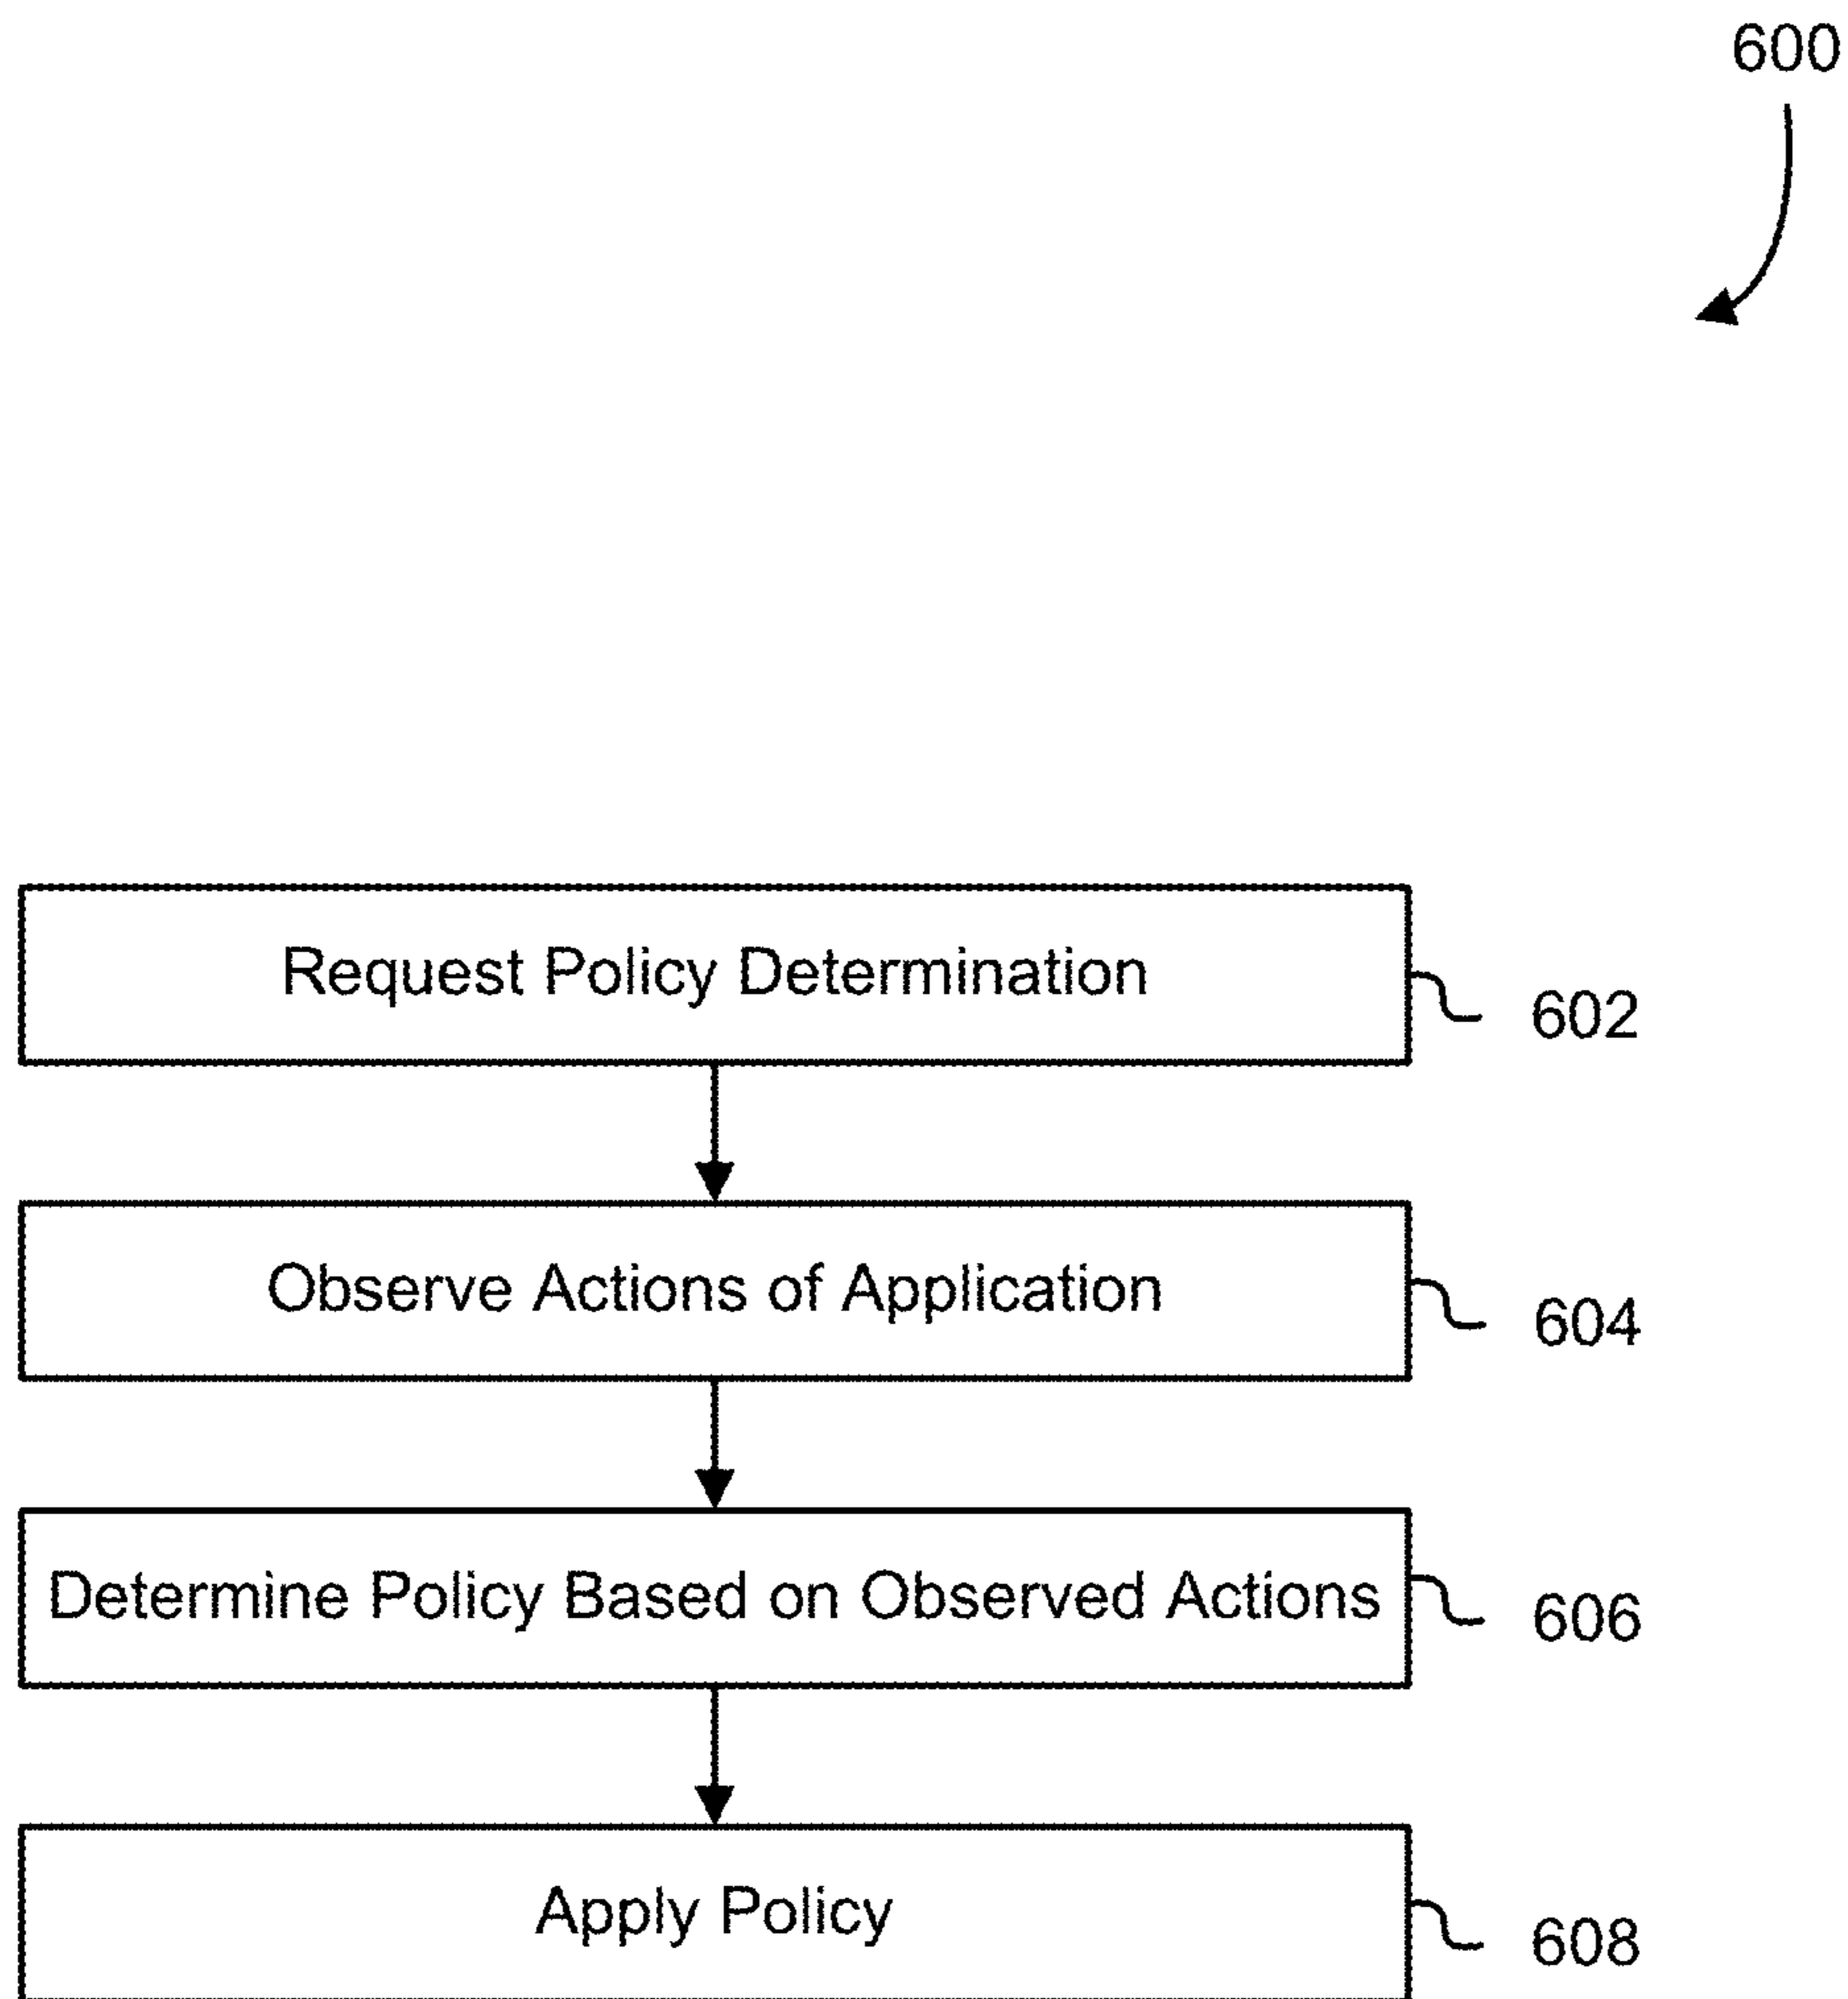 600
Request Policy Determination
602
Observe Actions of Application
604
Determine Policy Based on Observed Actions
606
Apply Policy
608